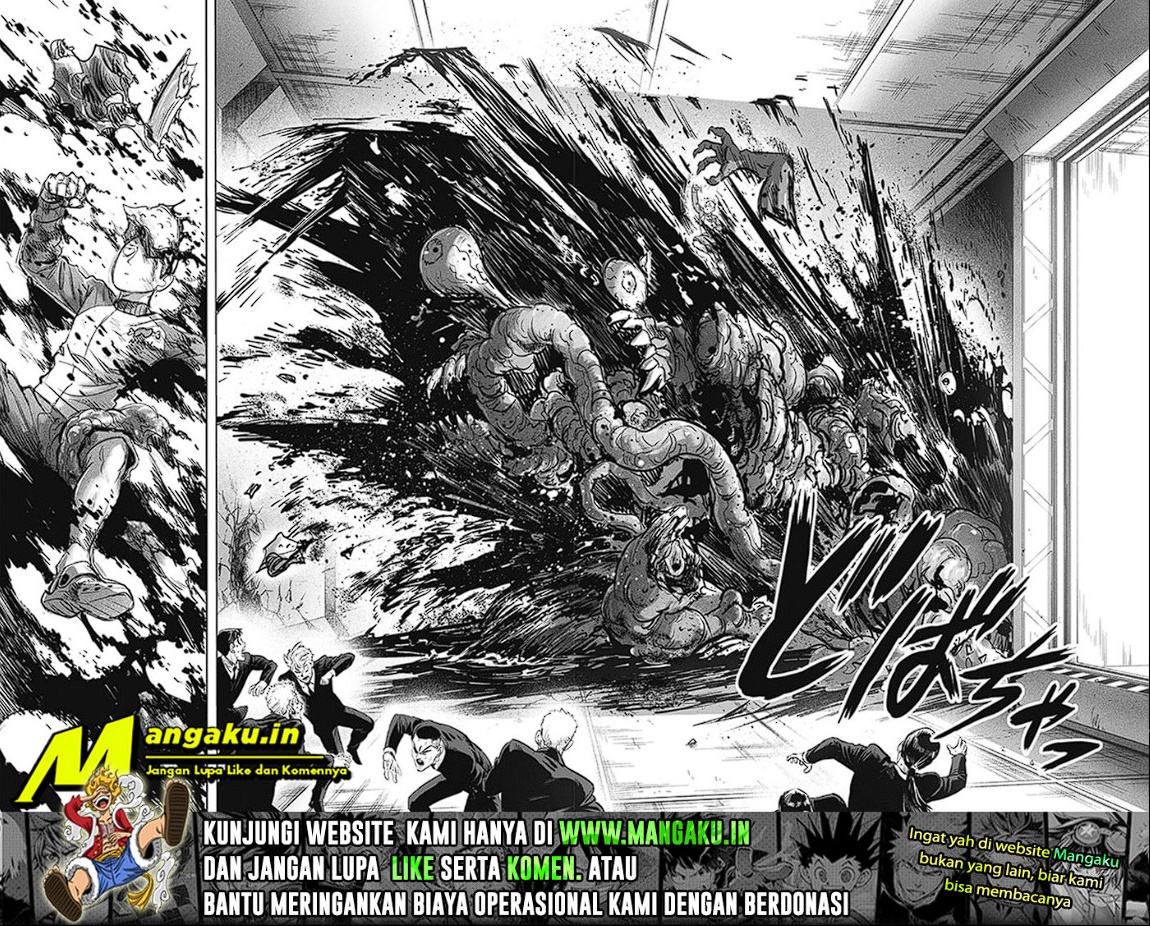 ドばちゃっ
Mangaku.in
Jangan Lupa Like dan Komennya
KUNJUNGI WEBSITE KAMI HANYA DI WWW.MANGAKU.IN
DAN JANGAN LUPA LIKE SERTA KOMEN. ATAU
BANTU MERINGANKAN BIAYA OPERASIONAL KAMI DENGAN BERDONASI
Ingat yah di website Mangaku
bukan yang lain, biar kami
bisa membacanya